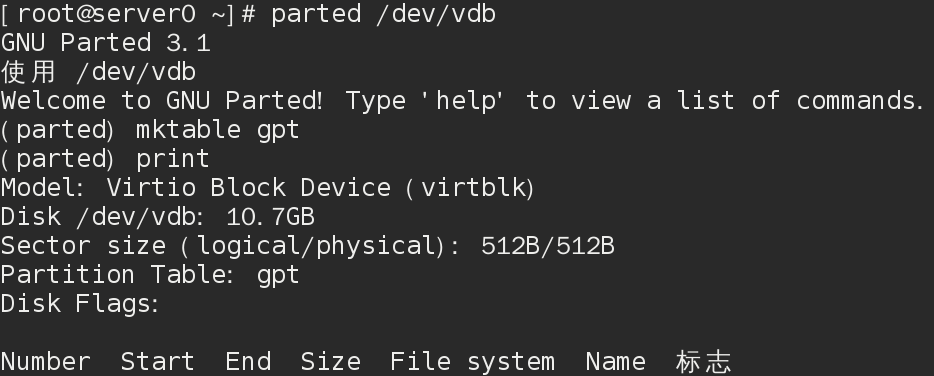 [root@server0 ~]# parted /dev/vdb
GNU Parted 3.1
使用 /dev/vdb
Welcome to GNU Parted! Type 'help' to view a list of commands.
(parted) mktable gpt
(parted) print
Model: Virtio Block Device (virtblk)
Disk /dev/vdb: 10.7GB
Sector size (logical/physical): 512B/512B
Partition Table: gpt
Disk Flags:
Number  Start  End  Size  File system  Name  标志